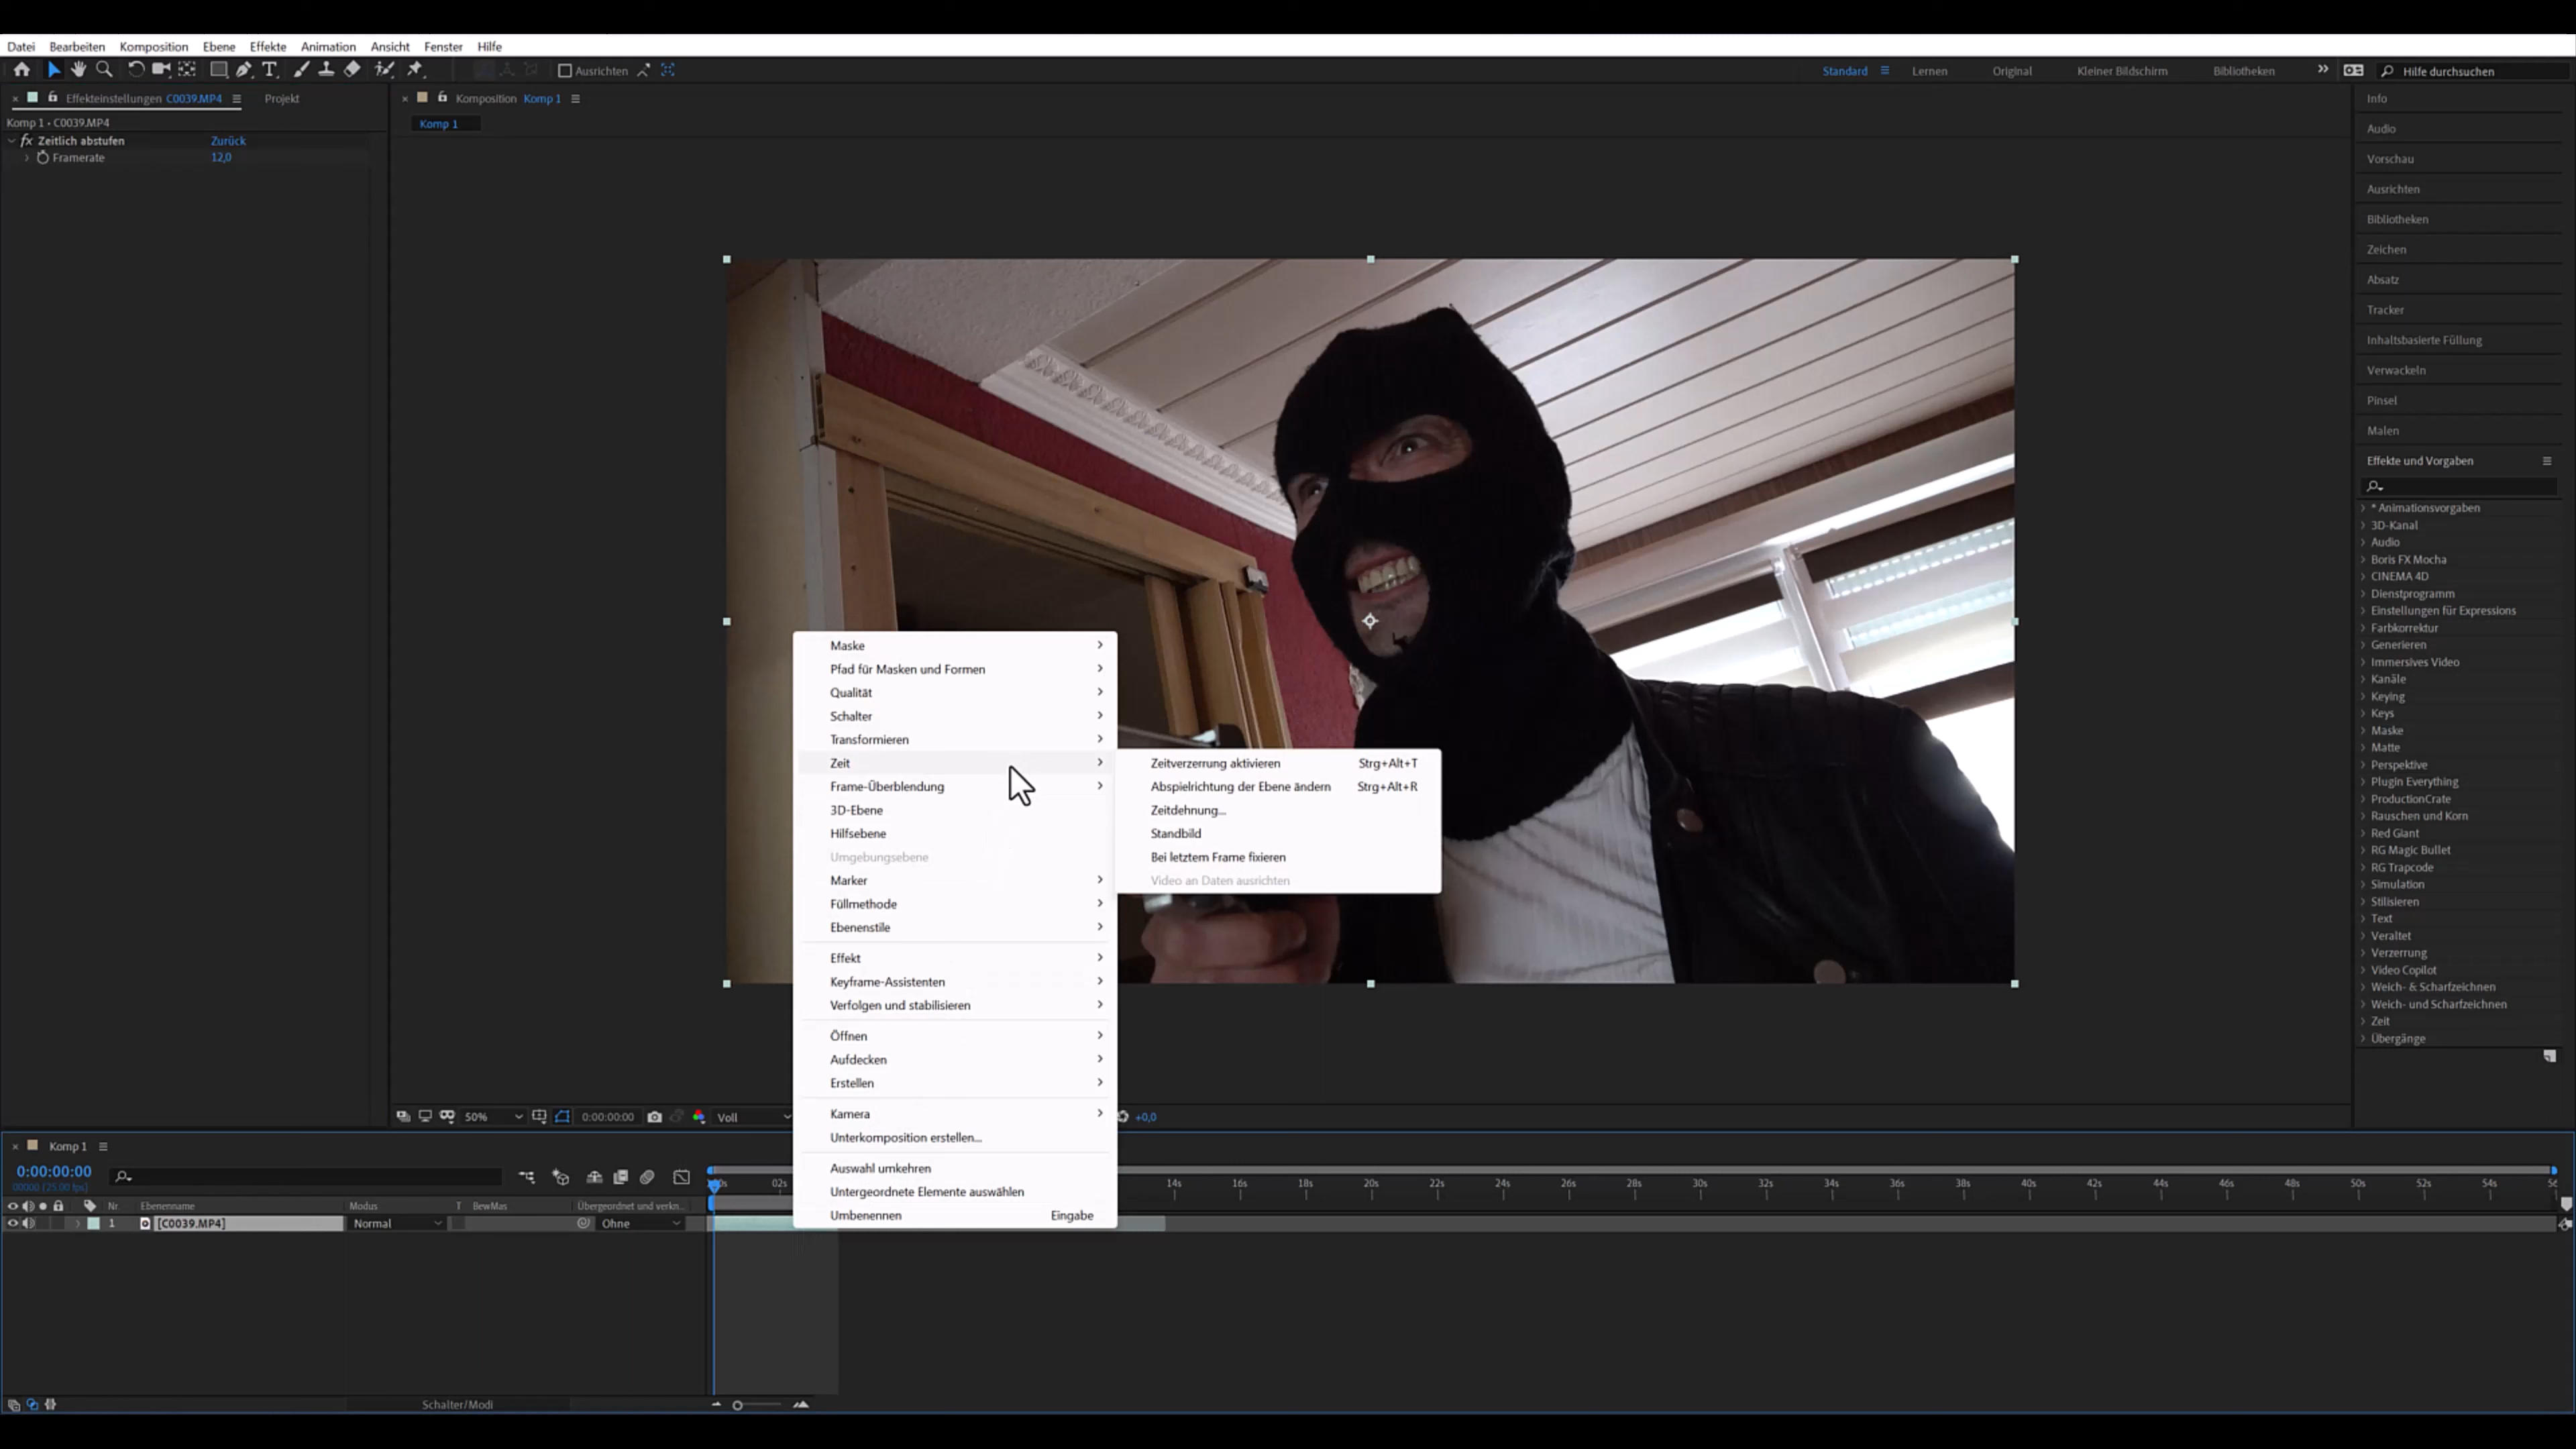 Datei Bearbeiten Komposition Ebene Effekte Animation Ansicht Fenster Hilfe
Ausrichten
Standard Lernen Original Kleiner Bildschirm Bibliotheken Hilfe durchsuchen
Effekteinstellungen C0039.MP4 Projekt
Komp 1 • C0039.MP4
fx Zeitlich abstufen Zurück
Framerate 12,0
Komposition Komp 1
Komp 1
Maske
Pfad für Masken und Formen
Qualität
Schalter
Transformieren
Zeit
Frame-Überblendung
3D-Ebene
Hilfsebene
Umgebungsebene
Marker
Füllmethode
Ebenenstile
Effekt
Keyframe-Assistenten
Verfolgen und stabilisieren
Öffnen
Aufdecken
Erstellen
Kamera
Unterkomposition erstellen...
Auswahl umkehren
Untergeordnete Elemente auswählen
Umbenennen Eingabe
Zeitverzerrung aktivieren Strg+Alt+T
Abspielrichtung der Ebene ändern Strg+Alt+R
Zeitdehnung...
Standbild
Bei letztem Frame fixieren
Video an Daten ausrichten
50% 0:00:00:00 Voll +0,0
Info
Audio
Vorschau
Ausrichten
Bibliotheken
Zeichen
Absatz
Tracker
Inhaltsbasierte Füllung
Verwackeln
Pinsel
Malen
Effekte und Vorgaben
* Animationsvorgaben
3D-Kanal
Audio
Boris FX Mocha
CINEMA 4D
Dienstprogramm
Einstellungen für Expressions
Farbkorrektur
Generieren
Immersives Video
Kanäle
Keying
Keys
Maske
Matte
Perspektive
Plugin Everything
ProductionCrate
Rauschen und Korn
Red Giant
RG Magic Bullet
RG Trapcode
Simulation
Stilisieren
Text
Veraltet
Verzerrung
Video Copilot
Weich- & Scharfzeichnen
Weich- und Scharfzeichnen
Zeit
Übergänge
Komp 1
0:00:00:00
00000 (25.00 fps)
02s 14s 16s 18s 20s 22s 24s 26s 28s 30s 32s 34s 36s 38s 40s 42s 44s 46s 48s 50s 52s 54s
Nr. Ebenenname Modus T BewMas Übergeordnet und verkn...
1 [C0039.MP4] Normal Ohne
Schalter/Modi